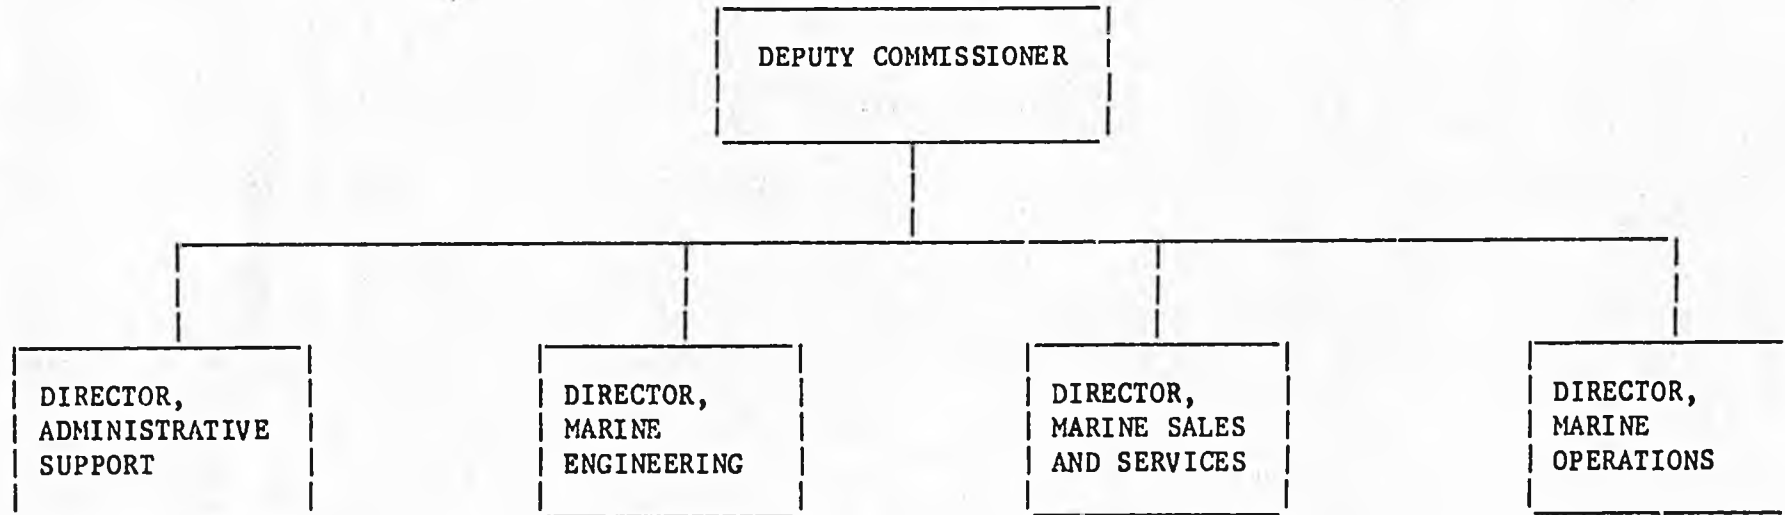 DEPUTY COMMISSIONER
DIRECTOR,
ADMINISTRATIVE
SUPPORT
DIRECTOR,
MARINE
ENGINEERING
DIRECTOR,
MARINE SALES
AND SERVICES
DIRECTOR,
MARINE
OPERATIONS